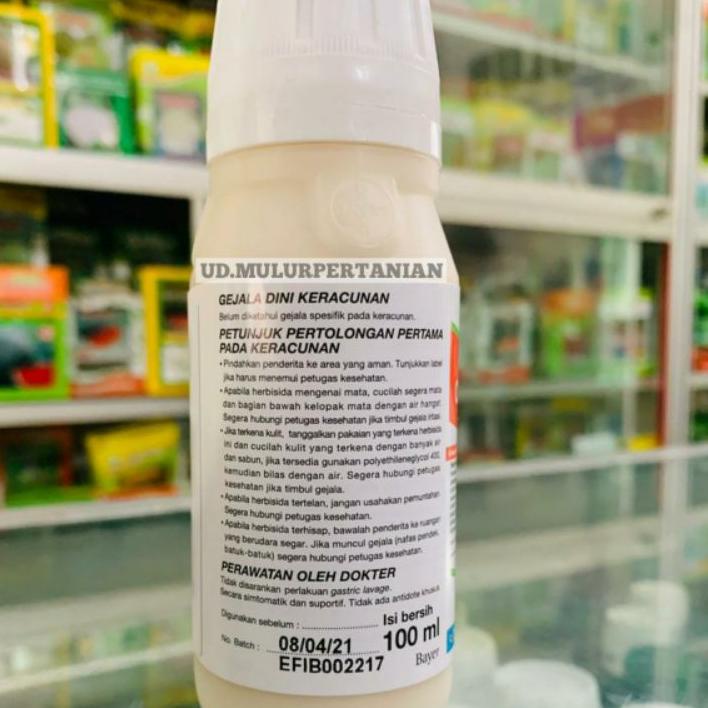 UD.MULURPERTANIAN
GEJALA DINI KERACUNAN
Belum diketahui gejala spesifik pada keracunan.
PETUNJUK PERTOLONGAN PERTAMA
PADA KERACUNAN
• Pindahkan penderita ke area yang aman. Tunjukkan label
jika harus menemui petugas kesehatan.
• Apabila herbisida mengenai mata, cucilah segera mata
dan bagian bawah kelopak mata dengan air hangat.
Segera hubungi petugas kesehatan jika timbul gejala iritasi.
• Jika terkena kulit, tanggalkan pakaian yang terkena herbisida
ini dan cucilah kulit yang terkena dengan banyak air
dan sabun, jika tersedia gunakan polyethileneglycol 400,
kemudian bilas dengan air. Segera hubungi petugas
kesehatan jika timbul gejala.
• Apabila herbisida tertelan, jangan usahakan pemuntahan.
Segera hubungi petugas kesehatan.
• Apabila herbisida terhisap, bawalah penderita ke ruangan
yang berudara segar. Jika muncul gejala (nafas pendek,
batuk-batuk) segera hubungi petugas kesehatan.
PERAWATAN OLEH DOKTER
Tidak disarankan perlakuan gastric lavage.
Secara simtomatik dan suportif. Tidak ada antidote khusus.
Digunakan sebelum : .................... Isi bersih
No. Batch : .... 08/04/21 ........ 100 ml
EFIB002217 Bayer